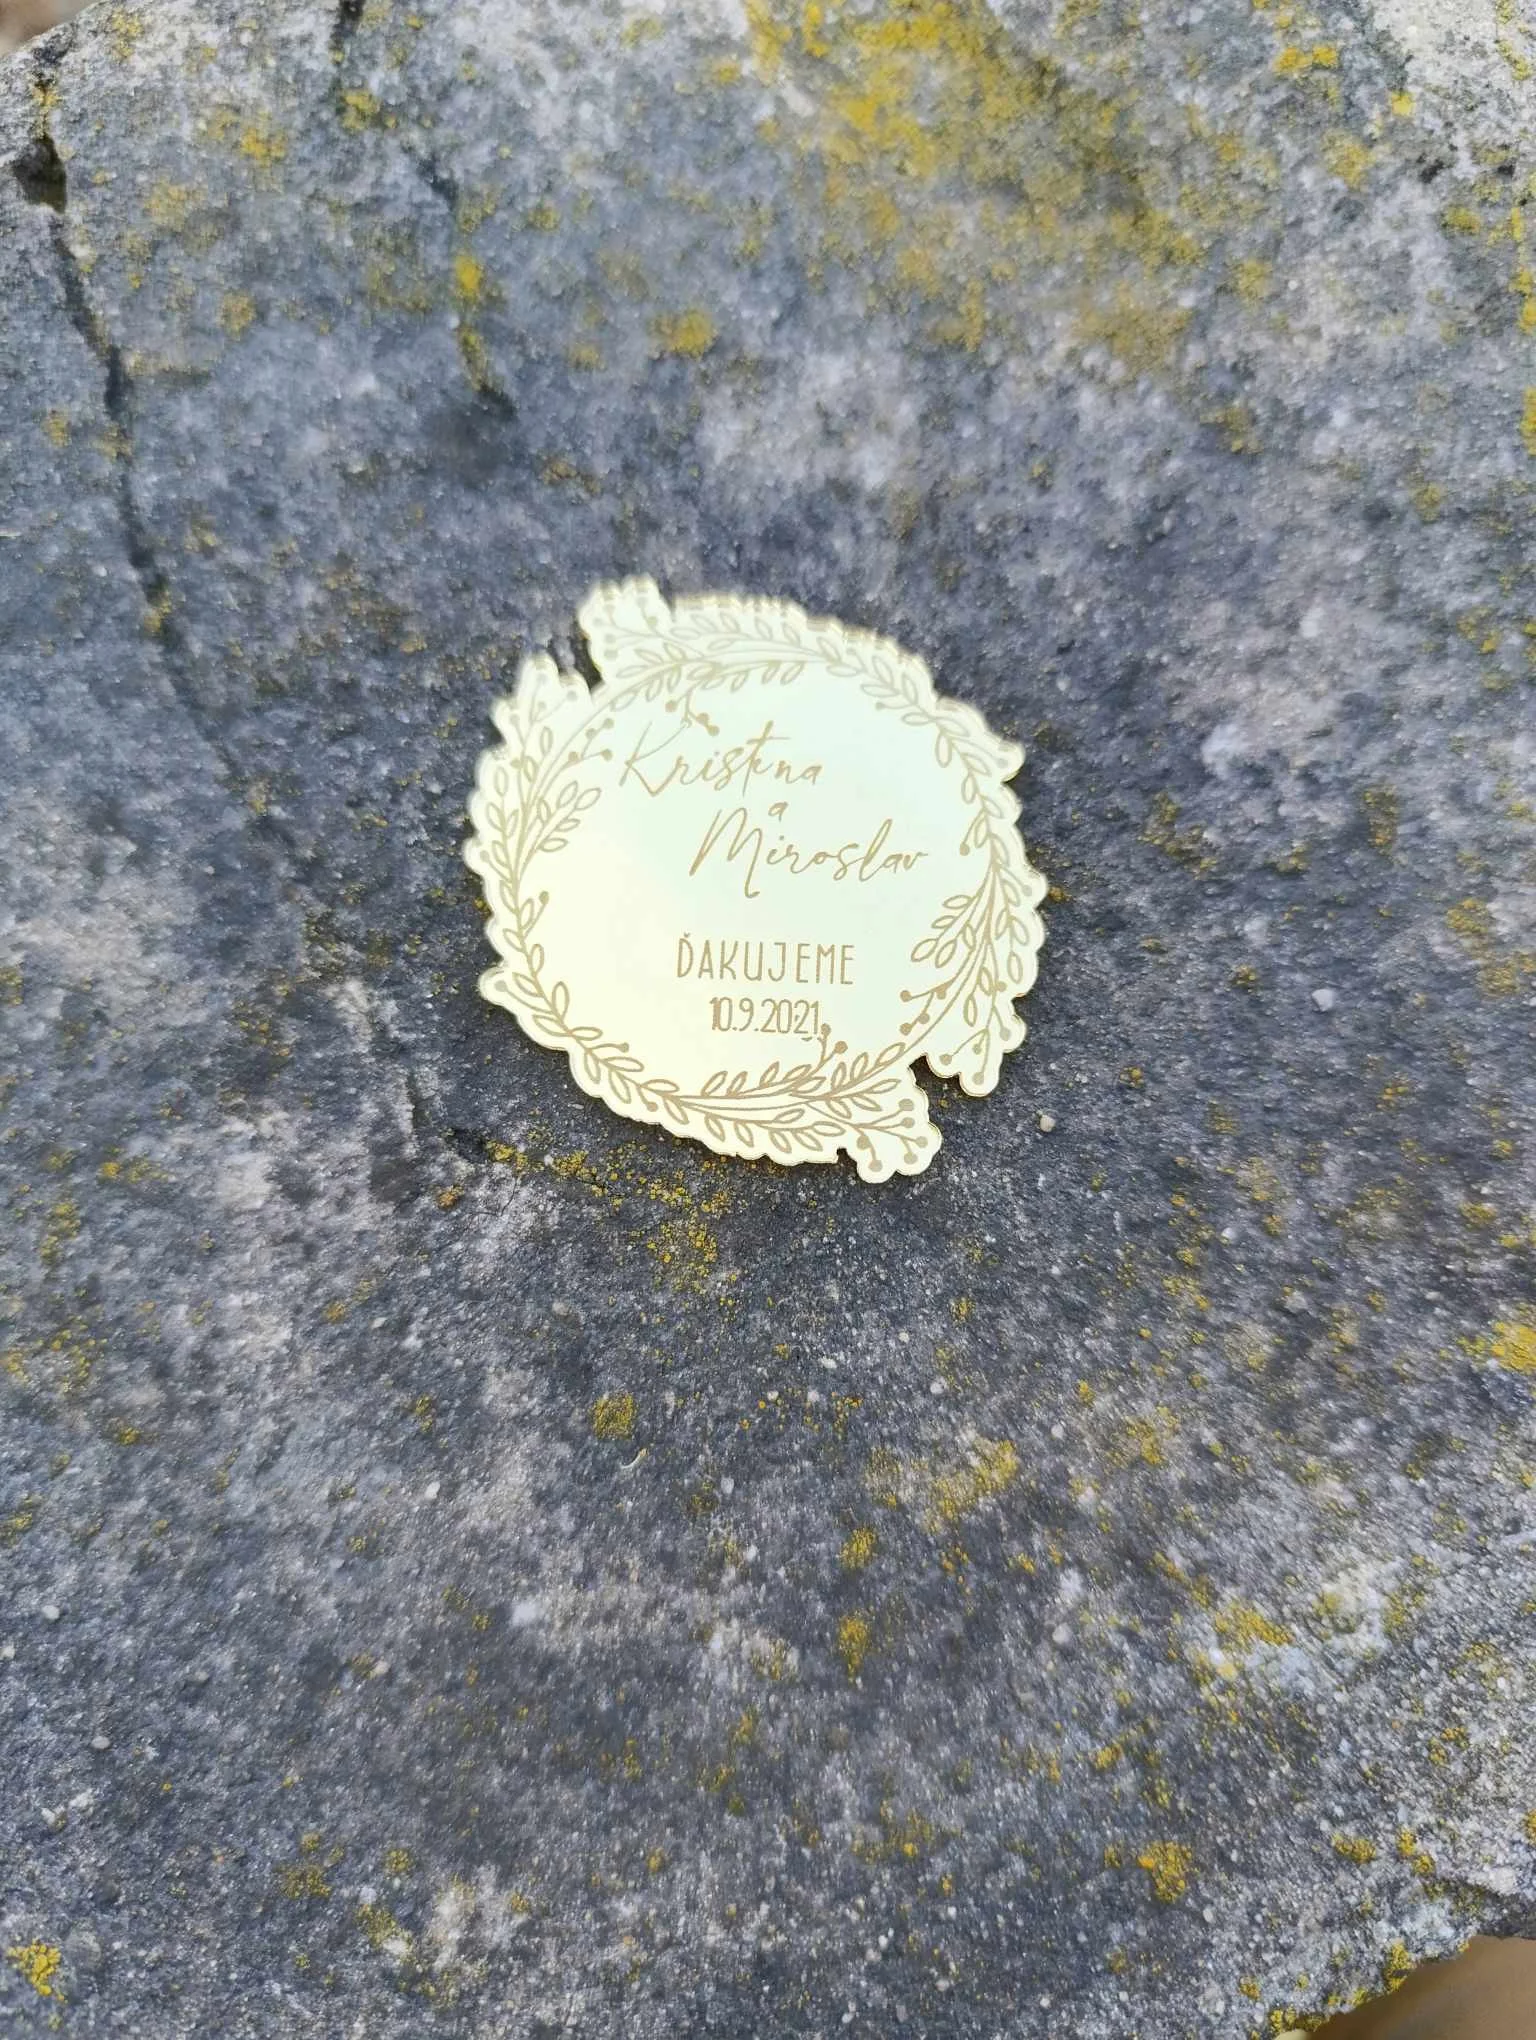 Kristína
a
Miroslav
ĎAKUJEME
10.9.2021